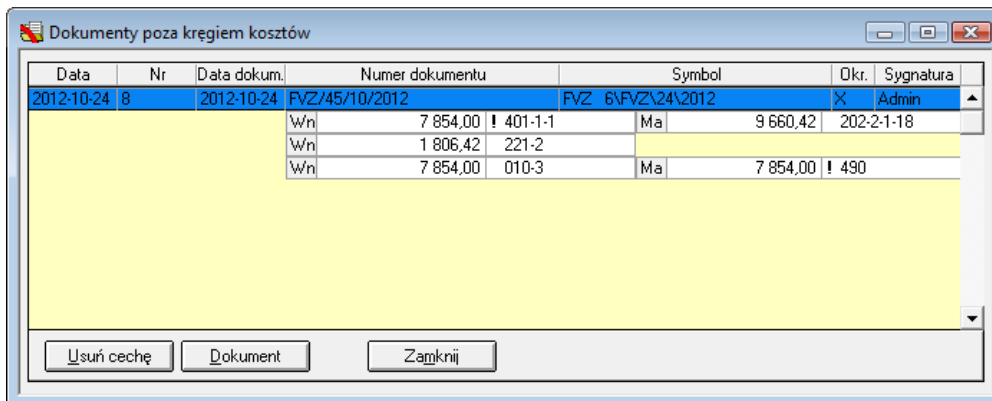 Dokumenty poza kręgiem kosztów
Data Nr Data dokum. Numer dokumentu Symbol Okr. Sygnatura
2012-10-24 8 2012-10-24 FVZ/45/10/2012 FVZ 6\FVZ\24\2012 X Admin
Wn 7 854,00 ! 401-1-1 Ma 9 660,42 202-2-1-18
Wn 1 806,42 221-2
Wn 7 854,00 010-3 Ma 7 854,00 ! 490
Usuń cechę Dokument Zamknij